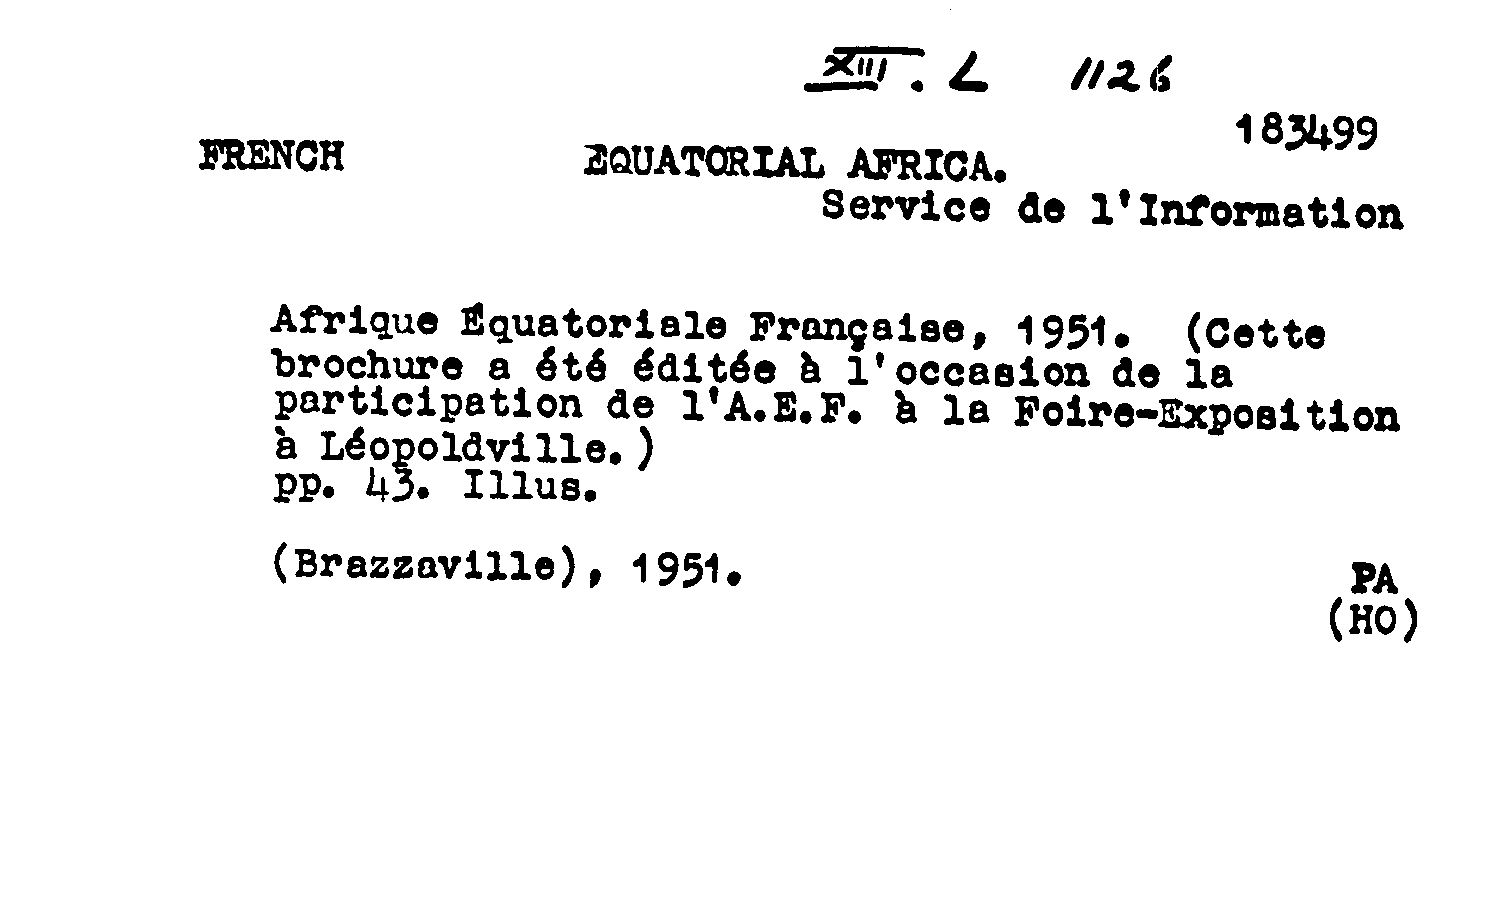 XIII. L 1126
183499
FRENCH EQUATORIAL AFRICA.
Service de l'Information
Afrique Équatoriale Française, 1951. (Cette
brochure a été éditée à l'occasion de la
participation de l'A.E.F. à la Foire-Exposition
à Léopoldville.)
pp. 43. Illus.
(Brazzaville), 1951.
PA
(HO)